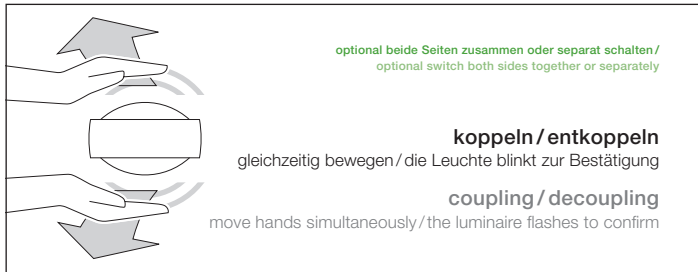 optional beide Seiten zusammen oder separat schalten/
optional switch both sides together or separately
koppeln/entkoppeln
gleichzeitig bewegen/die Leuchte blinkt zur Bestätigung
coupling/decoupling
move hands simultaneously/the luminaire flashes to confirm